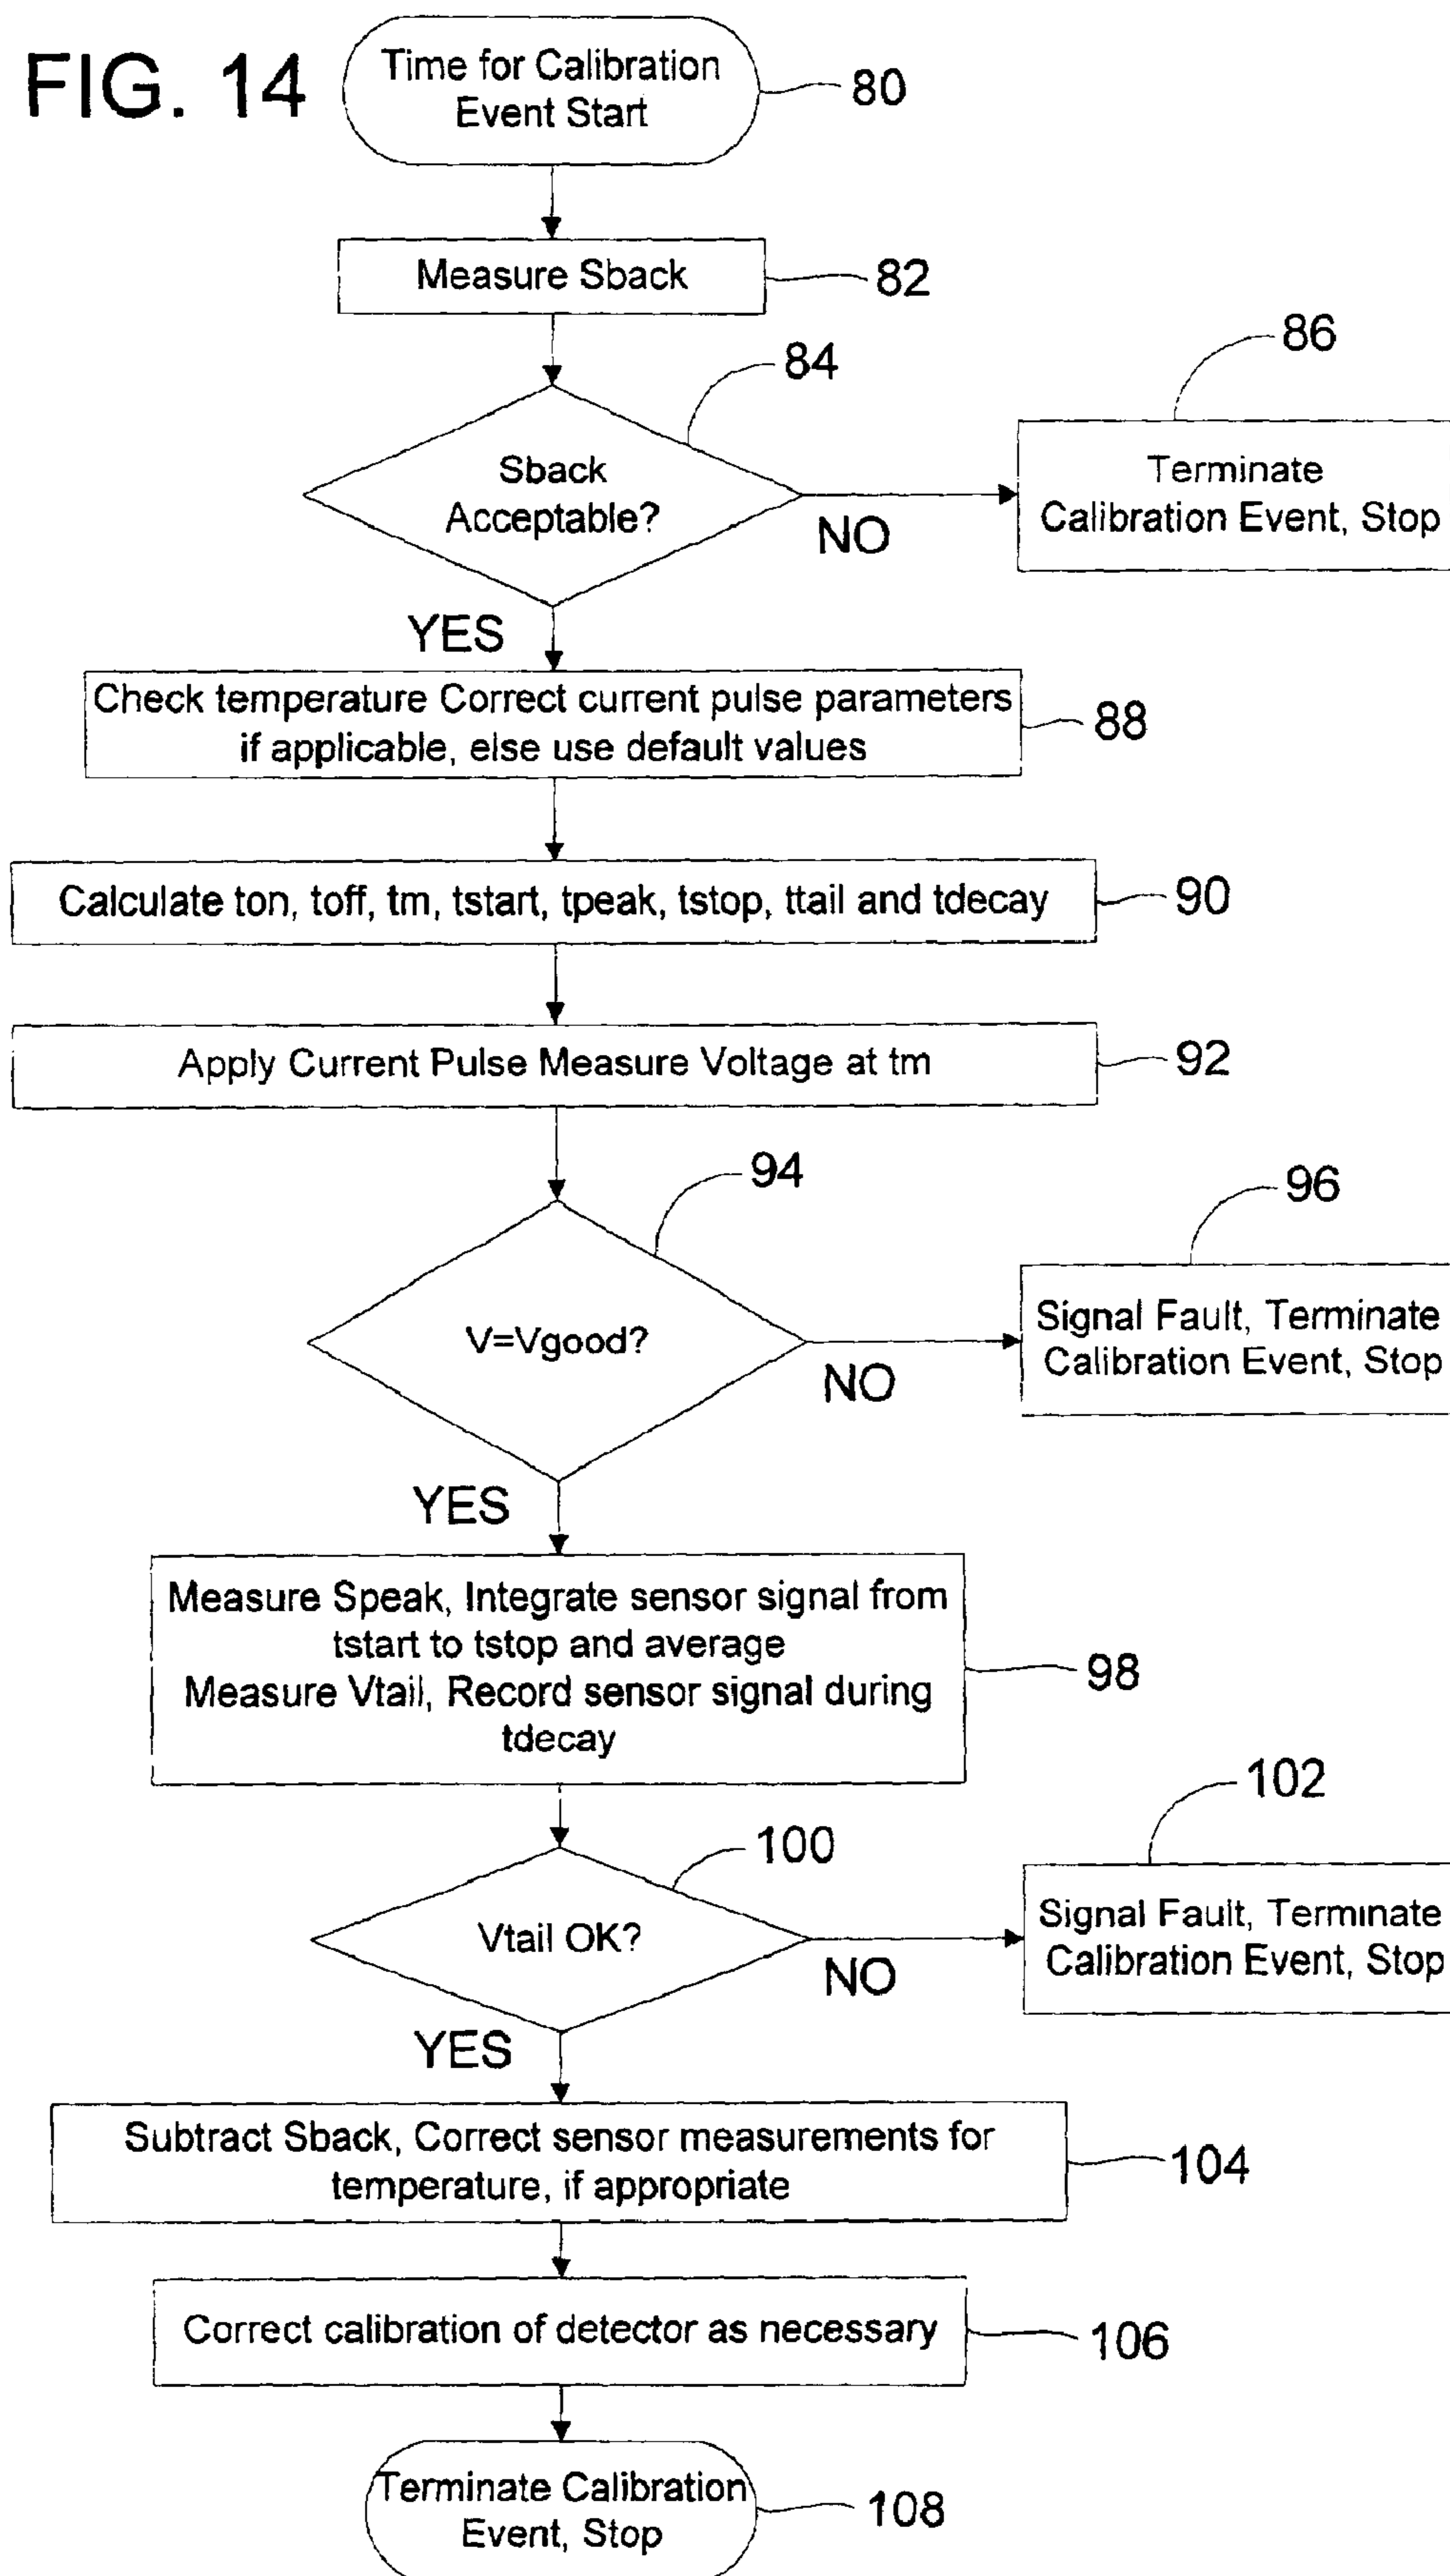 FIG. 14
Time for Calibration
Event Start
80
Measure Sback
82
84
Sback
Acceptable?
NO
86
Terminate
Calibration Event, Stop
YES
Check temperature Correct current pulse parameters
if applicable, else use default values
88
Calculate ton, toff, tm, tstart, tpeak, tstop, ttail and tdecay
90
Apply Current Pulse Measure Voltage at tm
92
94
V=Vgood?
NO
96
Signal Fault, Terminate
Calibration Event, Stop
YES
Measure Speak, Integrate sensor signal from
tstart to tstop and average
Measure Vtail, Record sensor signal during
tdecay
98
100
Vtail OK?
NO
102
Signal Fault, Terminate
Calibration Event, Stop
YES
Subtract Sback, Correct sensor measurements for
temperature, if appropriate
104
Correct calibration of detector as necessary
106
Terminate Calibration
Event, Stop
108